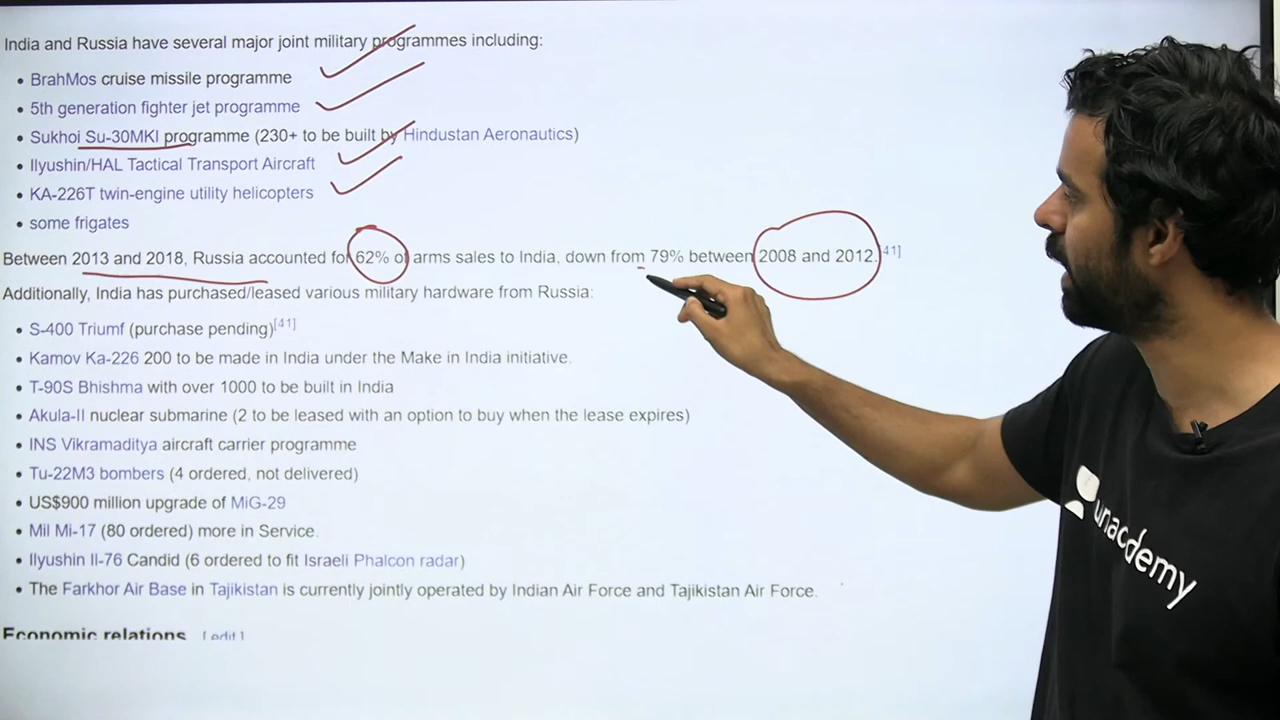 India and Russia have several major joint military programmes including:
BrahMos cruise missile programme
5th generation fighter jet programme
Sukhoi Su-30MKI programme (230+ to be built by Hindustan Aeronautics)
Ilyushin/HAL Tactical Transport Aircraft
KA-226T twin-engine utility helicopters
some frigates
Between 2013 and 2018, Russia accounted for 62% of arms sales to India, down from 79% between 2008 and 2012.[41]
Additionally, India has purchased/leased various military hardware from Russia:
S-400 Triumf (purchase pending)[41]
Kamov Ka-226 200 to be made in India under the Make in India initiative.
T-90S Bhishma with over 1000 to be built in India
Akula-II nuclear submarine (2 to be leased with an option to buy when the lease expires)
INS Vikramaditya aircraft carrier programme
Tu-22M3 bombers (4 ordered, not delivered)
US$900 million upgrade of MiG-29
Mil Mi-17 (80 ordered) more in Service.
Ilyushin Il-76 Candid (6 ordered to fit Israeli Phalcon radar)
The Farkhor Air Base in Tajikistan is currently jointly operated by Indian Air Force and Tajikistan Air Force.
Economic relations [edit]
unacademy